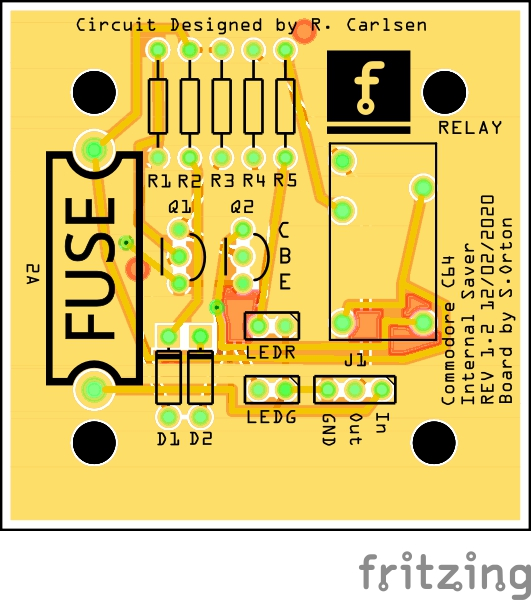 Circuit Designed by R. Carlsen
f
RELAY
R1 R2 R3 R4 R5
Q1 Q2
C
B
E
FUSE
2A
LEDR
J1
LEDG
D1 D2
GND
Out
In
Commodore C64
Internal Saver
REV 1.2 12/02/2020
Board by S.Orton
fritzing